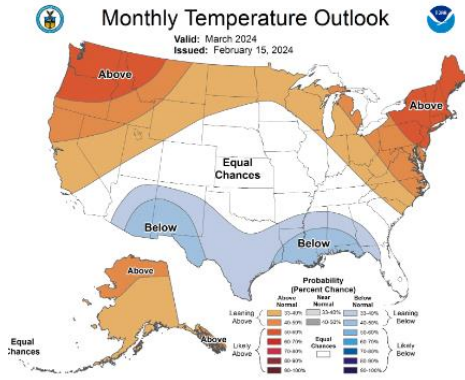 Monthly Temperature Outlook
Valid: March 2024
Issued: February 15, 2024
Above
Above
Equal
Chances
Below
Below
Above
Above
Equal
Chances
Probability
(Percent Chance)
Above
Normal
Near
Normal
Below
Normal
Leaning
Above
Likely
Above
33-40%
40-50%
50-60%
60-70%
70-80%
80-90%
90-100%
33-40%
40-50%
Equal
Chances
33-40%
40-50%
50-60%
60-70%
70-80%
80-90%
90-100%
Leaning
Below
Likely
Below